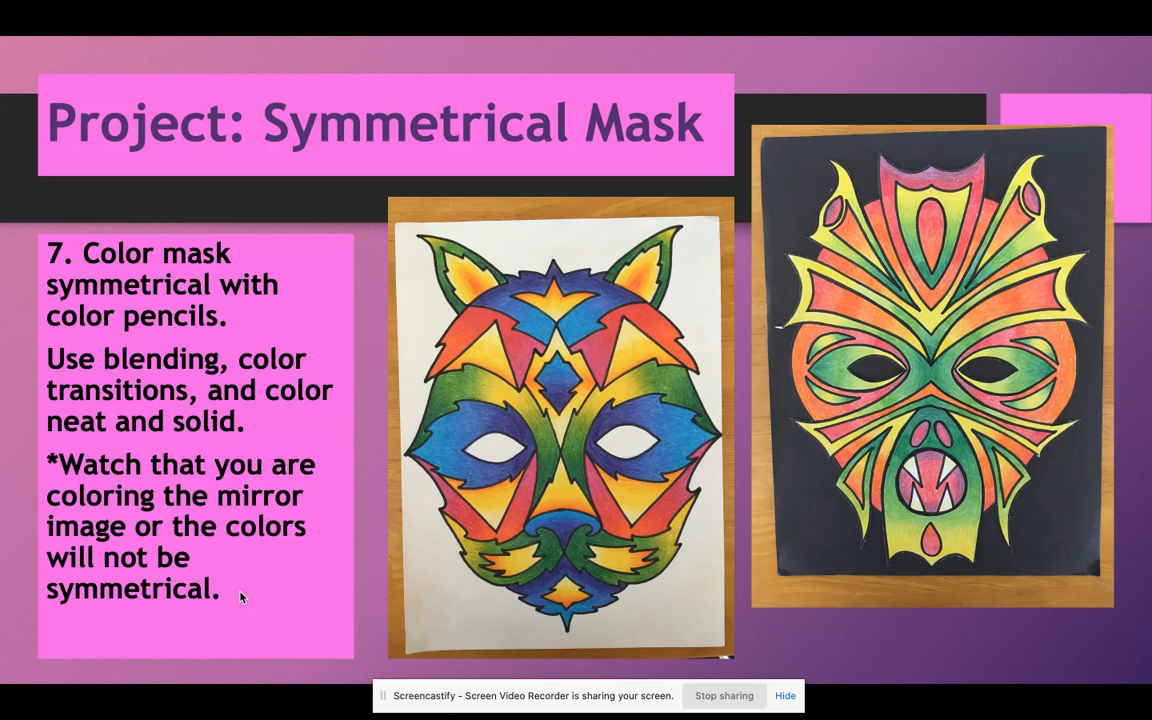 Project: Symmetrical Mask
7. Color mask
symmetrical with
color pencils.
Use blending, color
transitions, and color
neat and solid.
*Watch that you are
coloring the mirror
image or the colors
will not be
symmetrical.
Screencastify - Screen Video Recorder is sharing your screen. Stop sharing Hide